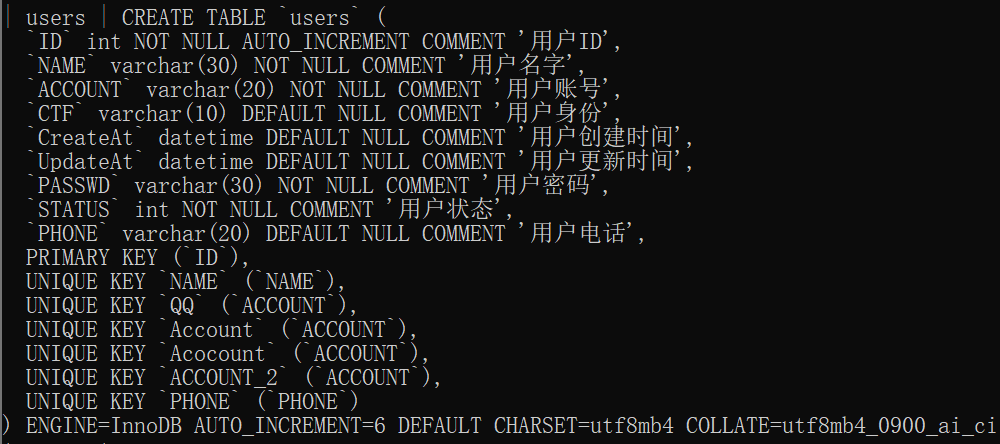 | users | CREATE TABLE `users` (
`ID` int NOT NULL AUTO_INCREMENT COMMENT '用户ID',
`NAME` varchar(30) NOT NULL COMMENT '用户名字',
`ACCOUNT` varchar(20) NOT NULL COMMENT '用户账号',
`CTF` varchar(10) DEFAULT NULL COMMENT '用户身份',
`CreateAt` datetime DEFAULT NULL COMMENT '用户创建时间',
`UpdateAt` datetime DEFAULT NULL COMMENT '用户更新时间',
`PASSWD` varchar(30) NOT NULL COMMENT '用户密码',
`STATUS` int NOT NULL COMMENT '用户状态',
`PHONE` varchar(20) DEFAULT NULL COMMENT '用户电话',
PRIMARY KEY (`ID`),
UNIQUE KEY `NAME` (`NAME`),
UNIQUE KEY `QQ` (`ACCOUNT`),
UNIQUE KEY `Account` (`ACCOUNT`),
UNIQUE KEY `Acocount` (`ACCOUNT`),
UNIQUE KEY `ACCOUNT_2` (`ACCOUNT`),
UNIQUE KEY `PHONE` (`PHONE`)
) ENGINE=InnoDB AUTO_INCREMENT=6 DEFAULT CHARSET=utf8mb4 COLLATE=utf8mb4_0900_ai_ci